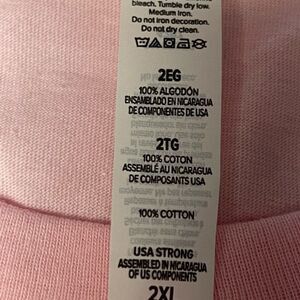 bleach. Tumble dry low.
Medium iron.
Do not iron decoration.
Do not dry clean.
2EG
100% ALGODÓN
ENSAMBLADO EN NICARAGUA
DE COMPONENTES DE USA
2TG
100% COTON
ASSEMBLÉ AU NICARAGUA
DE COMPOSANTS USA
100% COTTON
USA STRONG
ASSEMBLED IN NICARAGUA
OF US COMPONENTS
2XL